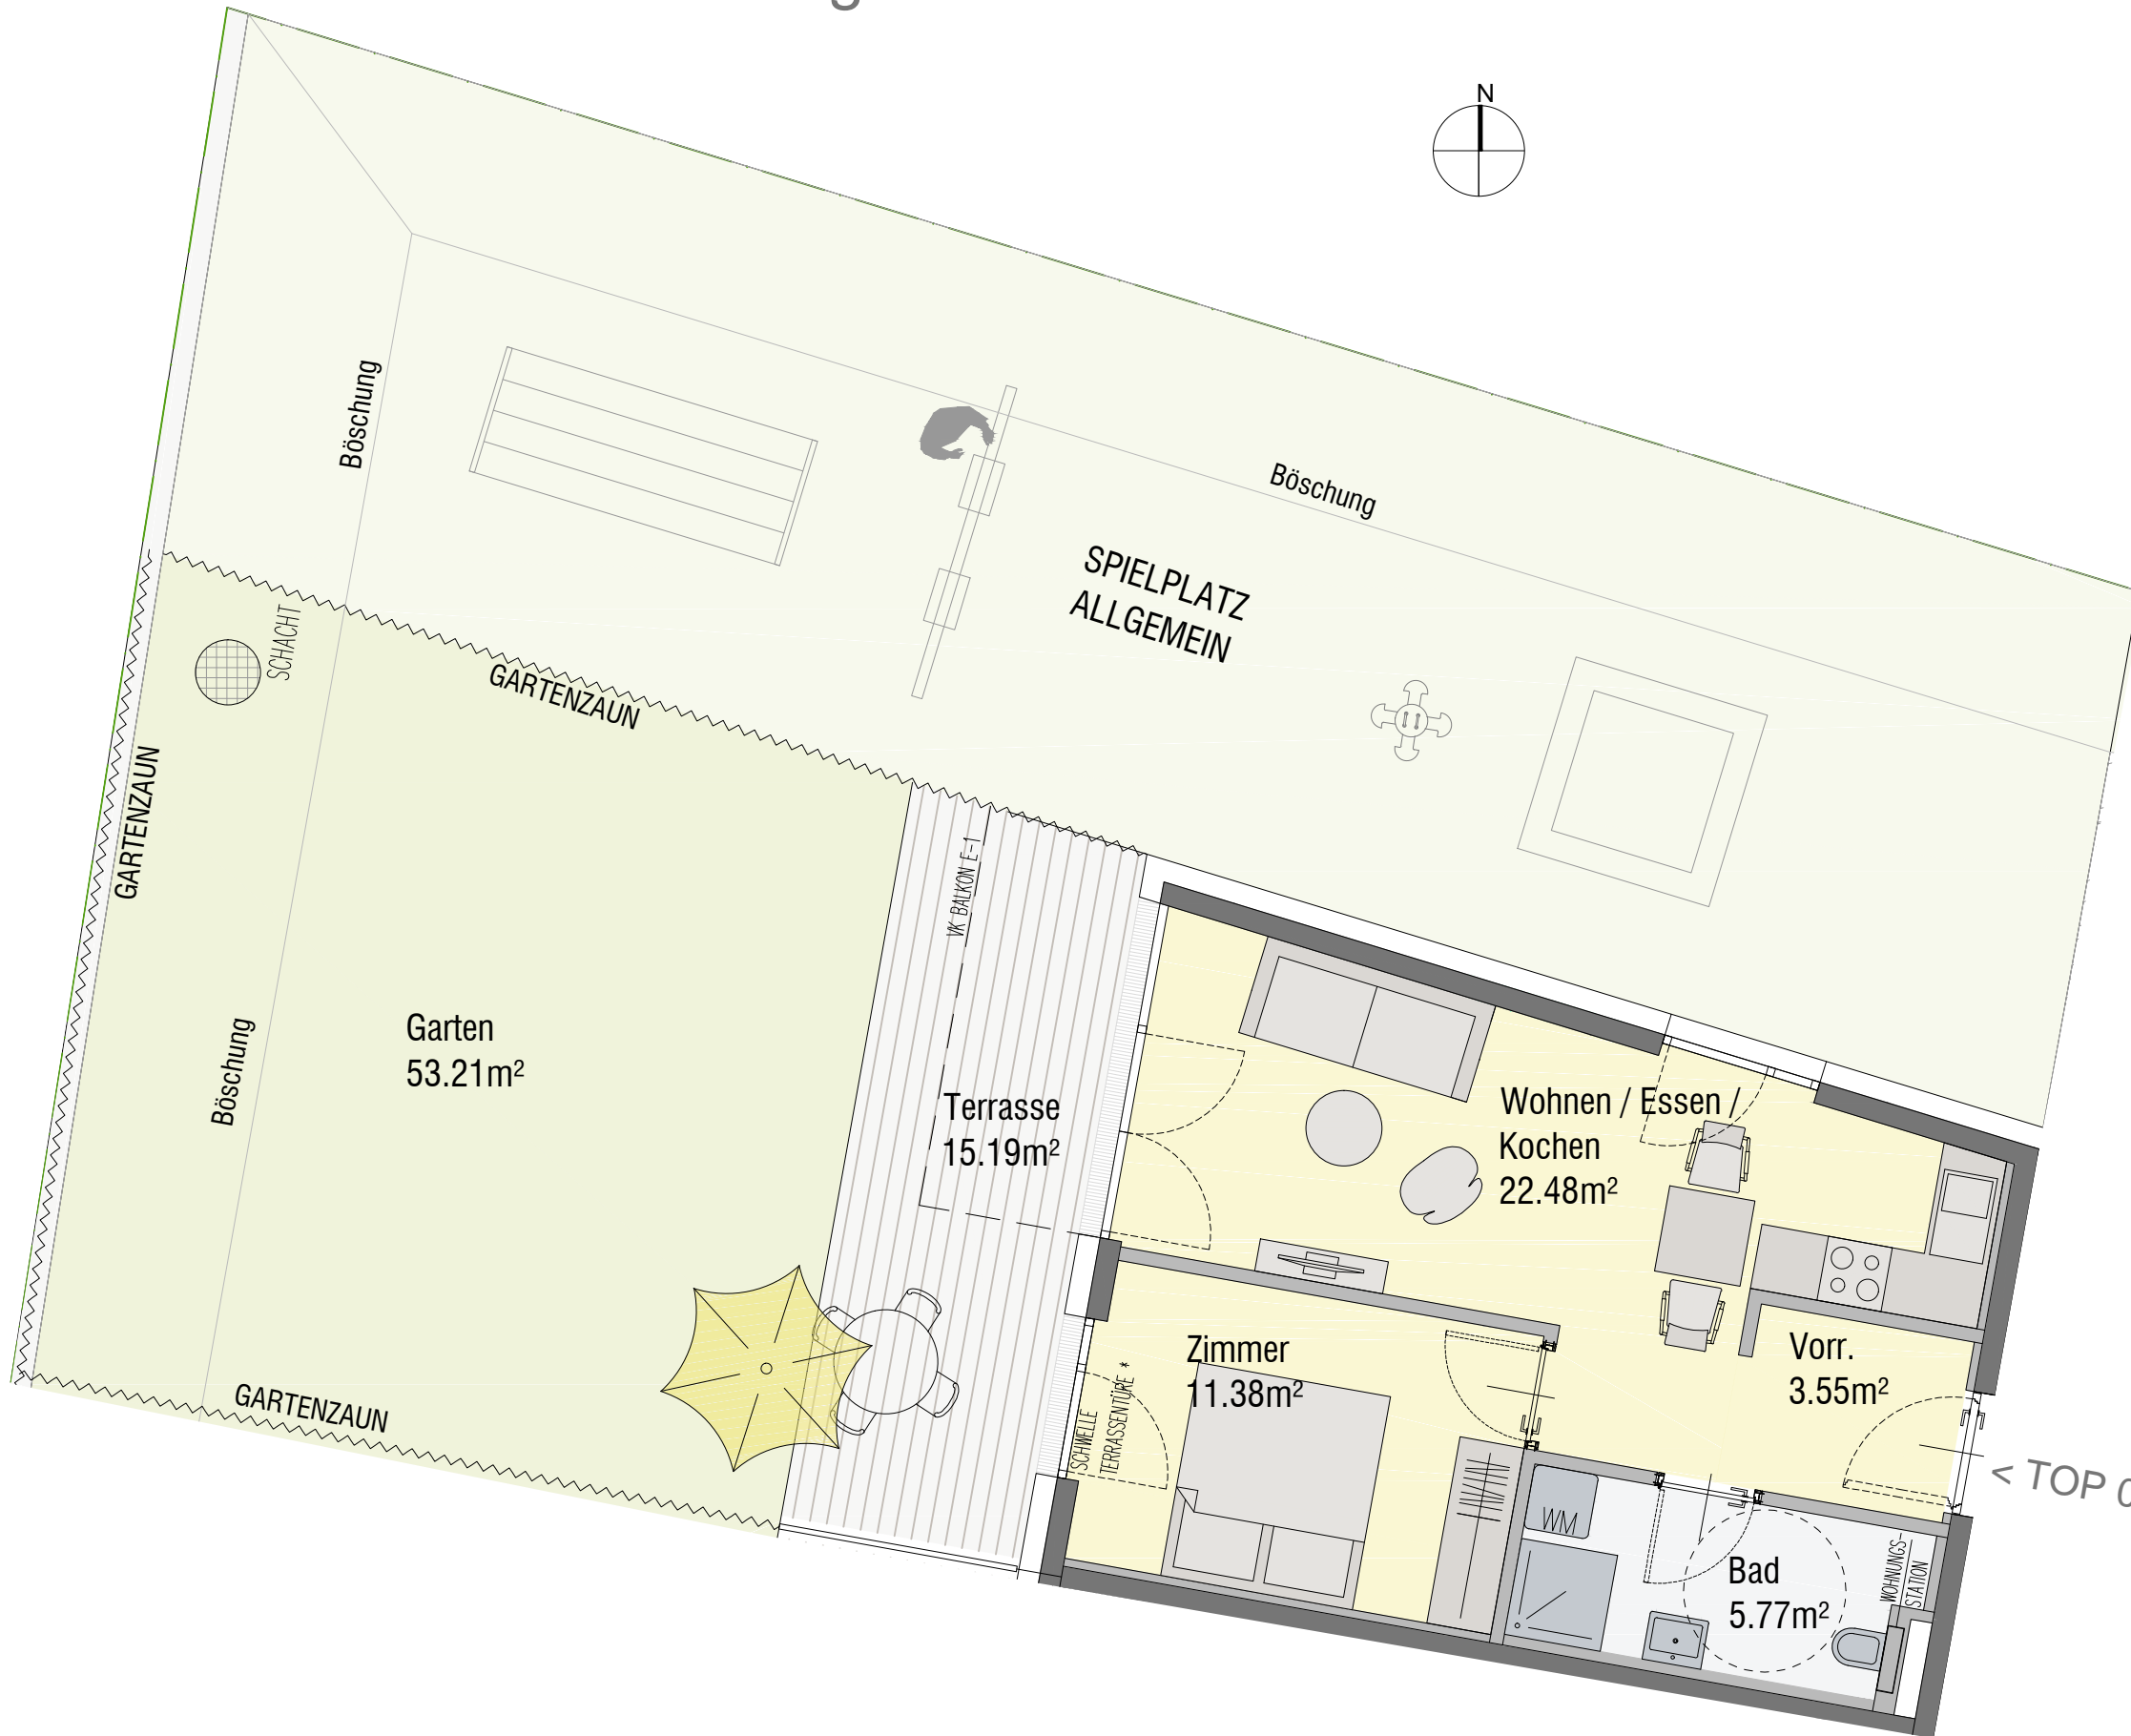 N
Böschung
Böschung
SPIELPLATZ
ALLGEMEIN
SCHACHT
GARTENZAUN
GARTENZAUN
VK BALKON E-1
Garten
53.21m²
Böschung
Terrasse
15.19m²
Wohnen / Essen /
Kochen
22.48m²
Zimmer
11.38m²
Vorr.
3.55m²
SCHWELLE
TERRASSENTÜRE *
GARTENZAUN
< TOP 0
WM
Bad
5.77m²
WOHNUNGS-
STATION